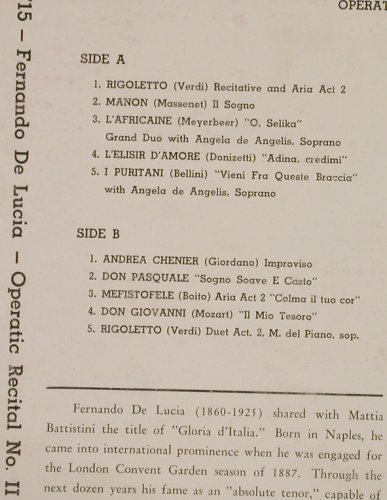 OPERAT
'15 — Fernando De Lucia — Operatic Recital No. II
SIDE A
1. RIGOLETTO (Verdi) Recitative and Aria Act 2
2. MANON (Massenet) Il Sogno
3. L'AFRICAINE (Meyerbeer) "O, Selika"
Grand Duo with Angela de Angelis, Soprano
4. L'ELISIR D'AMORE (Donizetti) "Adina, credimi"
5. I PURITANI (Bellini) "Vieni Fra Queste Braccia"
with Angela de Angelis, Soprano
SIDE B
1. ANDREA CHENIER (Giordano) Improviso
2. DON PASQUALE "Sogno Soave E Casto"
3. MEFISTOFELE (Boito) Aria Act 2 "Colma il tuo cor"
4. DON GIOVANNI (Mozart) "Il Mio Tesoro"
5. RIGOLETTO (Verdi) Duet Act. 2, M. del Piano, sop.
Fernando De Lucia (1860-1925) shared with Mattia
Battistini the title of "Gloria d'Italia." Born in Naples, he
came into international prominence when he was engaged for
the London Convent Garden season of 1887. Through the
next dozen years his fame as an "absolute tenor," capable of